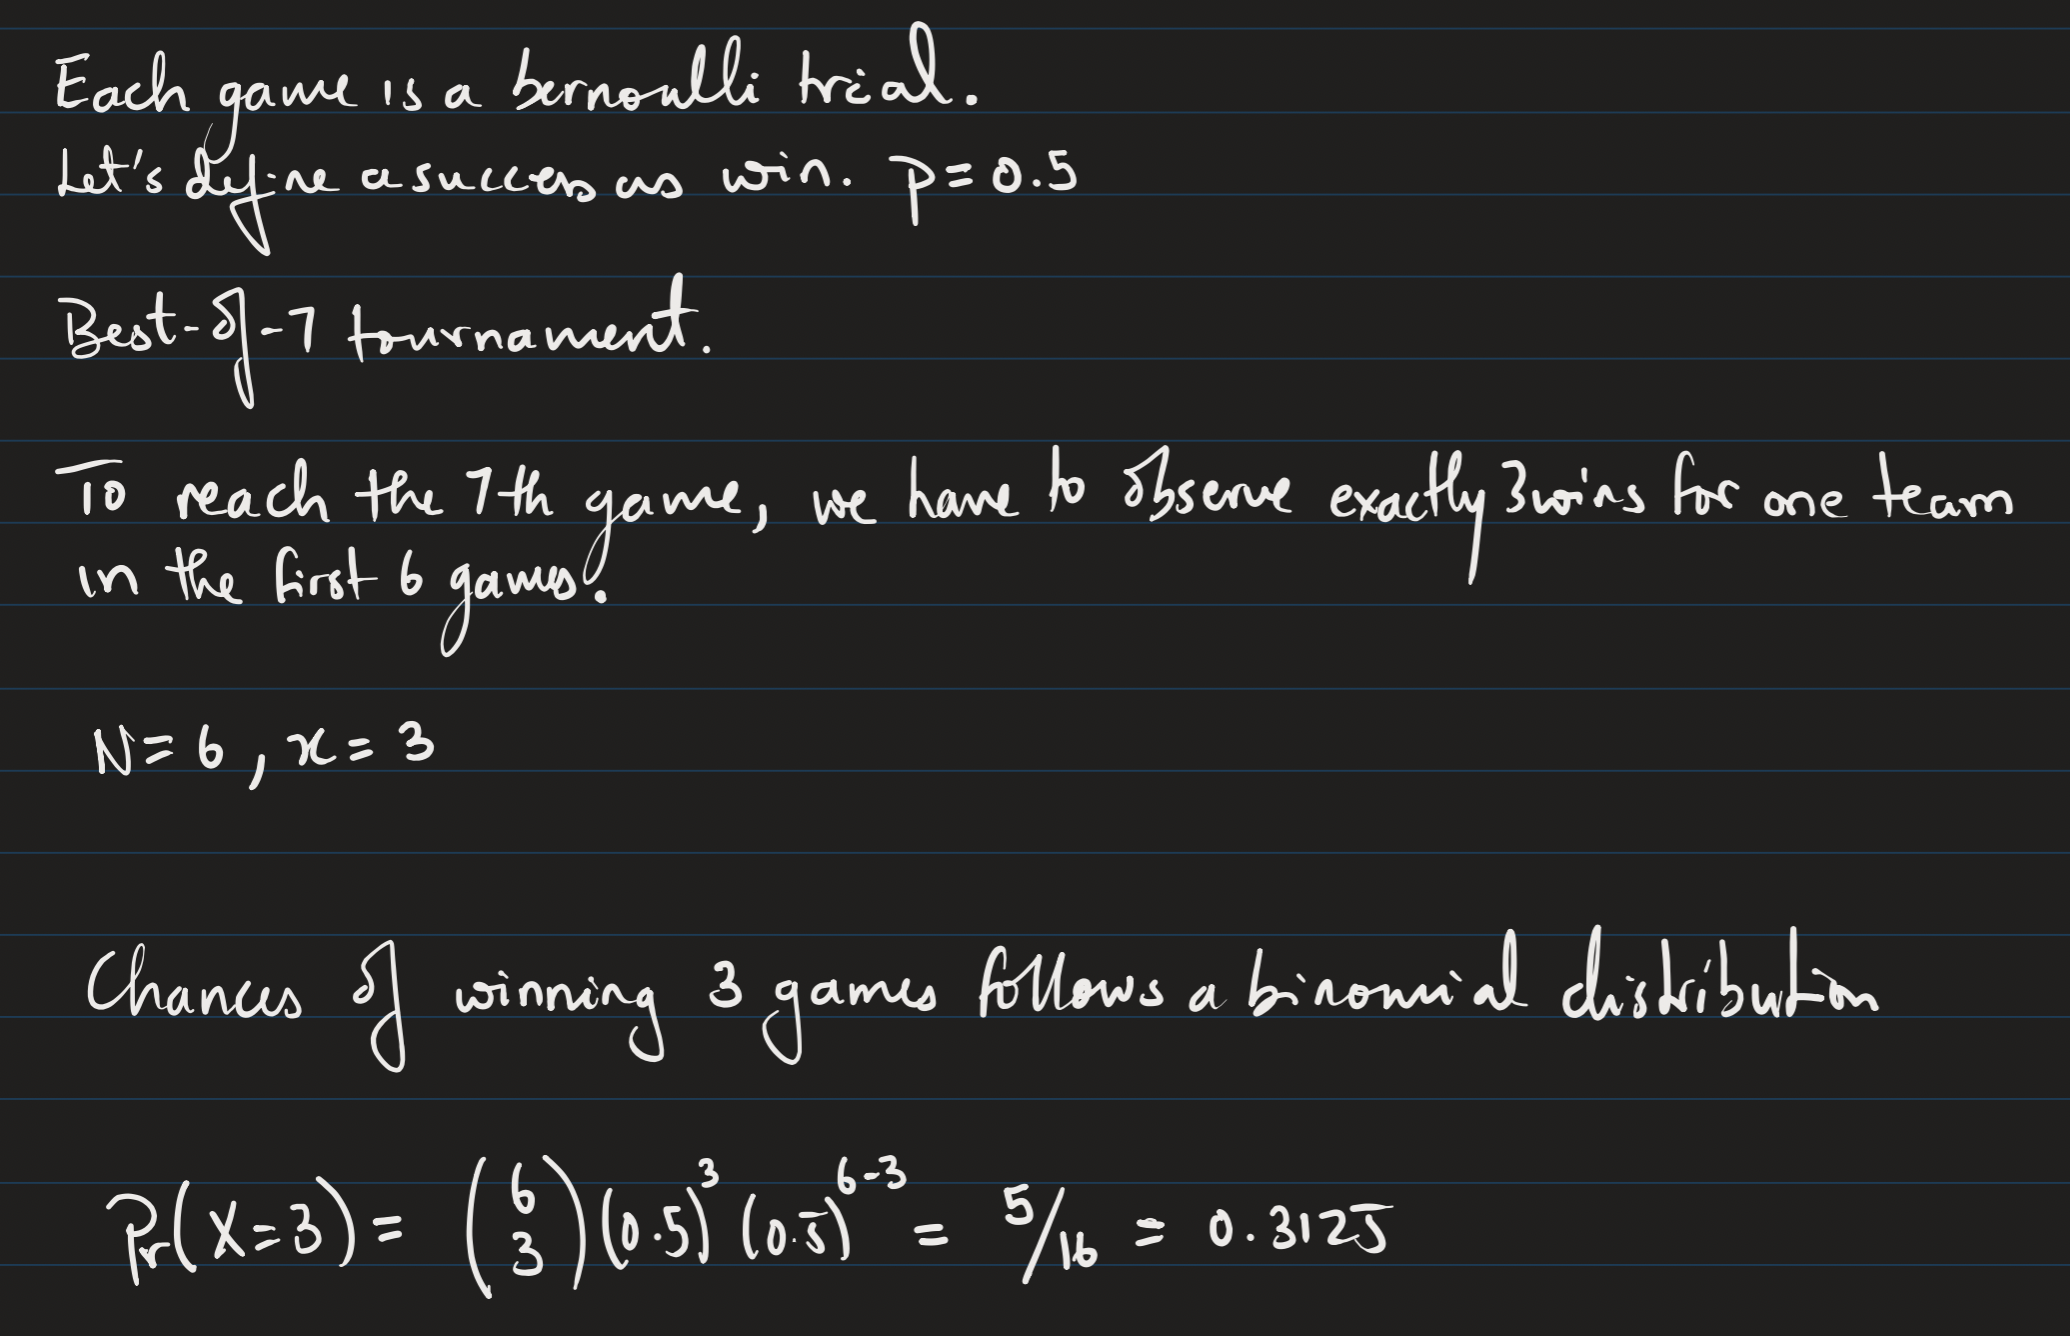 Each game is a bernoulli trial.
Let's define a success as win. p=0.5
Best-of-7 tournament.
To reach the 7th game, we have to observe exactly 3 wins for one team
in the first 6 games.
N=6, x=3
Chances of winning 3 games follows a binomial distribution
Pr(X=3) = (6 3)(0.5)^3 (0.5)^6-3 = 5/16 = 0.3125